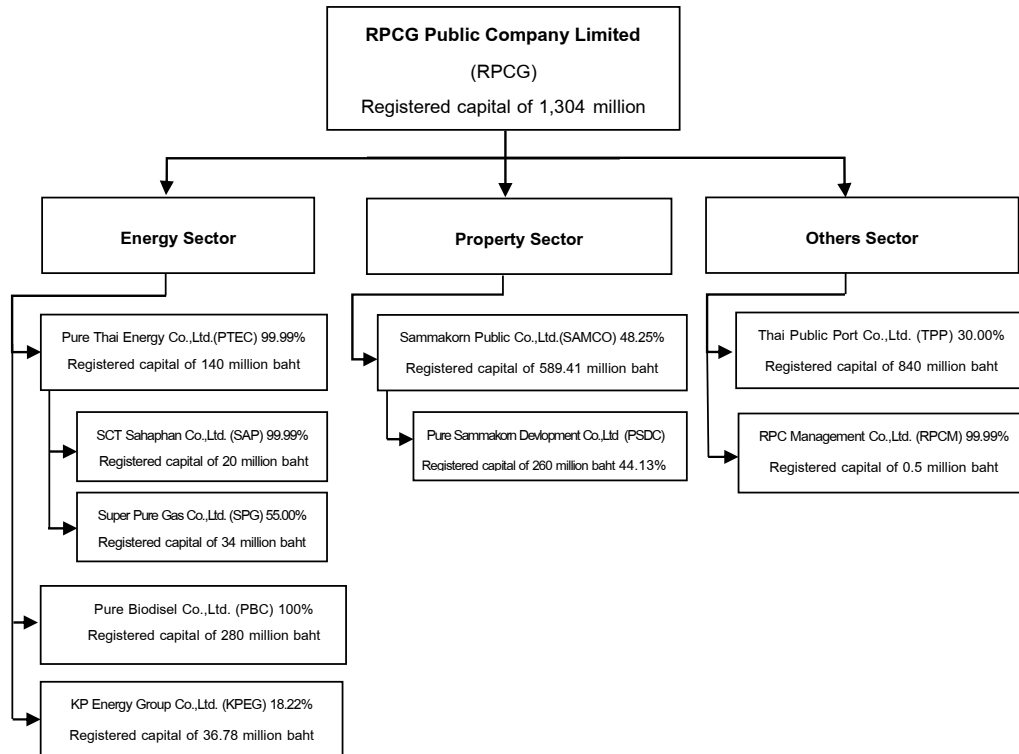 RPCG Public Company Limited
(RPCG)
Registered capital of 1,304 million
Energy Sector
Pure Thai Energy Co.,Ltd.(PTEC) 99.99%
Registered capital of 140 million baht
SCT Sahaphan Co.,Ltd. (SAP) 99.99%
Registered capital of 20 million baht
Super Pure Gas Co.,Ltd. (SPG) 55.00%
Registered capital of 34 million baht
Pure Biodisel Co.,Ltd. (PBC) 100%
Registered capital of 280 million baht
KP Energy Group Co.,Ltd. (KPEG) 18.22%
Registered capital of 36.78 million baht
Property Sector
Sammakorn Public Co.,Ltd.(SAMCO) 48.25%
Registered capital of 589.41 million baht
Pure Sammakorn Devlopment Co.,Ltd (PSDC)
Registered capital of 260 million baht 44.13%
Others Sector
Thai Public Port Co.,Ltd. (TPP) 30.00%
Registered capital of 840 million baht
RPC Management Co.,Ltd. (RPCM) 99.99%
Registered capital of 0.5 million baht